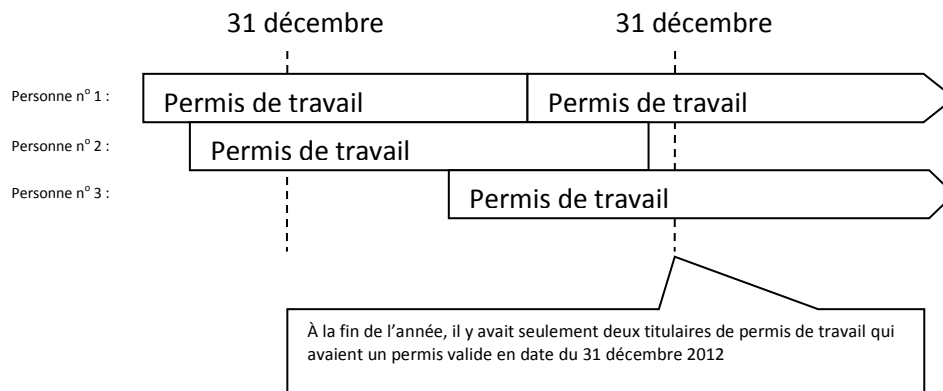 31 décembre 31 décembre
Personne nº 1 : Permis de travail Permis de travail
Personne nº 2 : Permis de travail
Personne nº 3 : Permis de travail
À la fin de l’année, il y avait seulement deux titulaires de permis de travail qui
avaient un permis valide en date du 31 décembre 2012